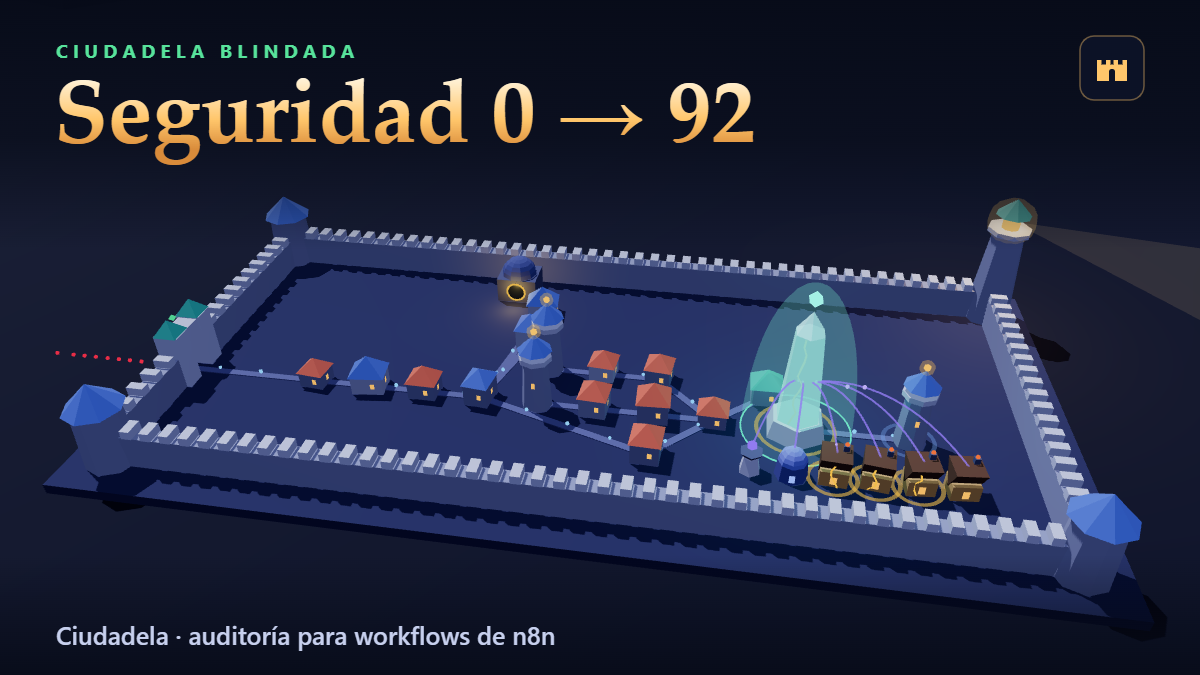 CIUDADELA BLINDADA
Seguridad 0 → 92
Ciudadela · auditoría para workflows de n8n